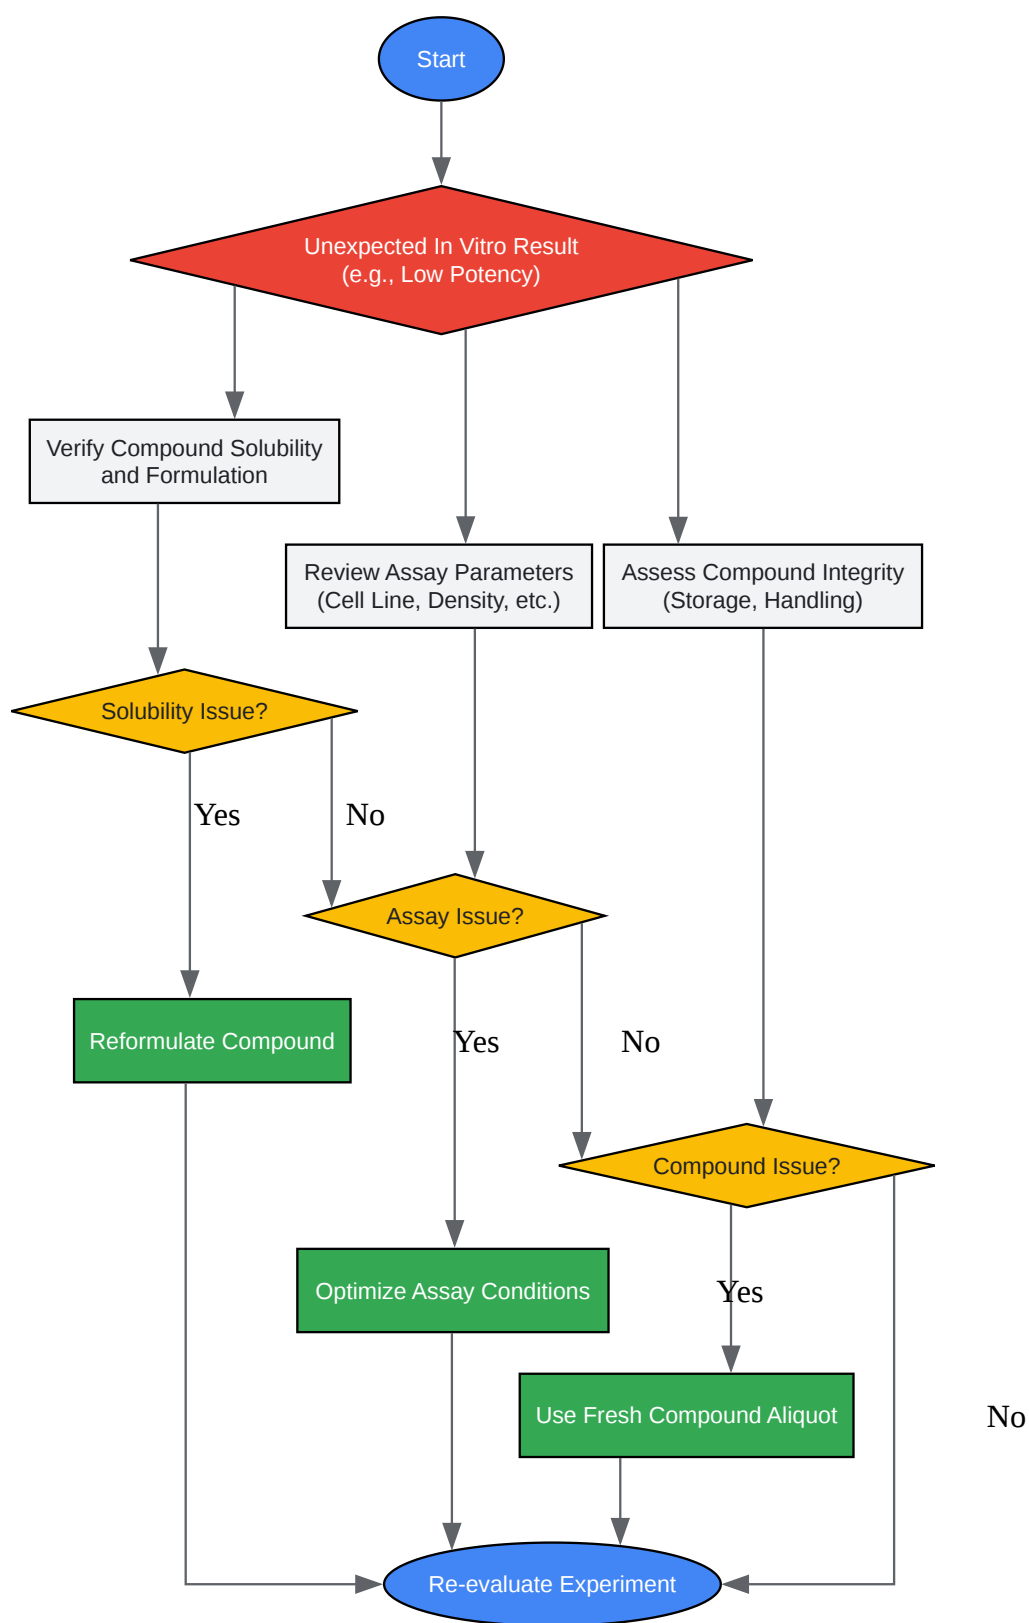 Start
Unexpected In Vitro Result
(e.g., Low Potency)
Verify Compound Solubility
and Formulation
Review Assay Parameters
(Cell Line, Density, etc.)
Assess Compound Integrity
(Storage, Handling)
Solubility Issue?
Yes
No
Assay Issue?
Reformulate Compound
Yes
No
Compound Issue?
Optimize Assay Conditions
Yes
Use Fresh Compound Aliquot
No
Re-evaluate Experiment